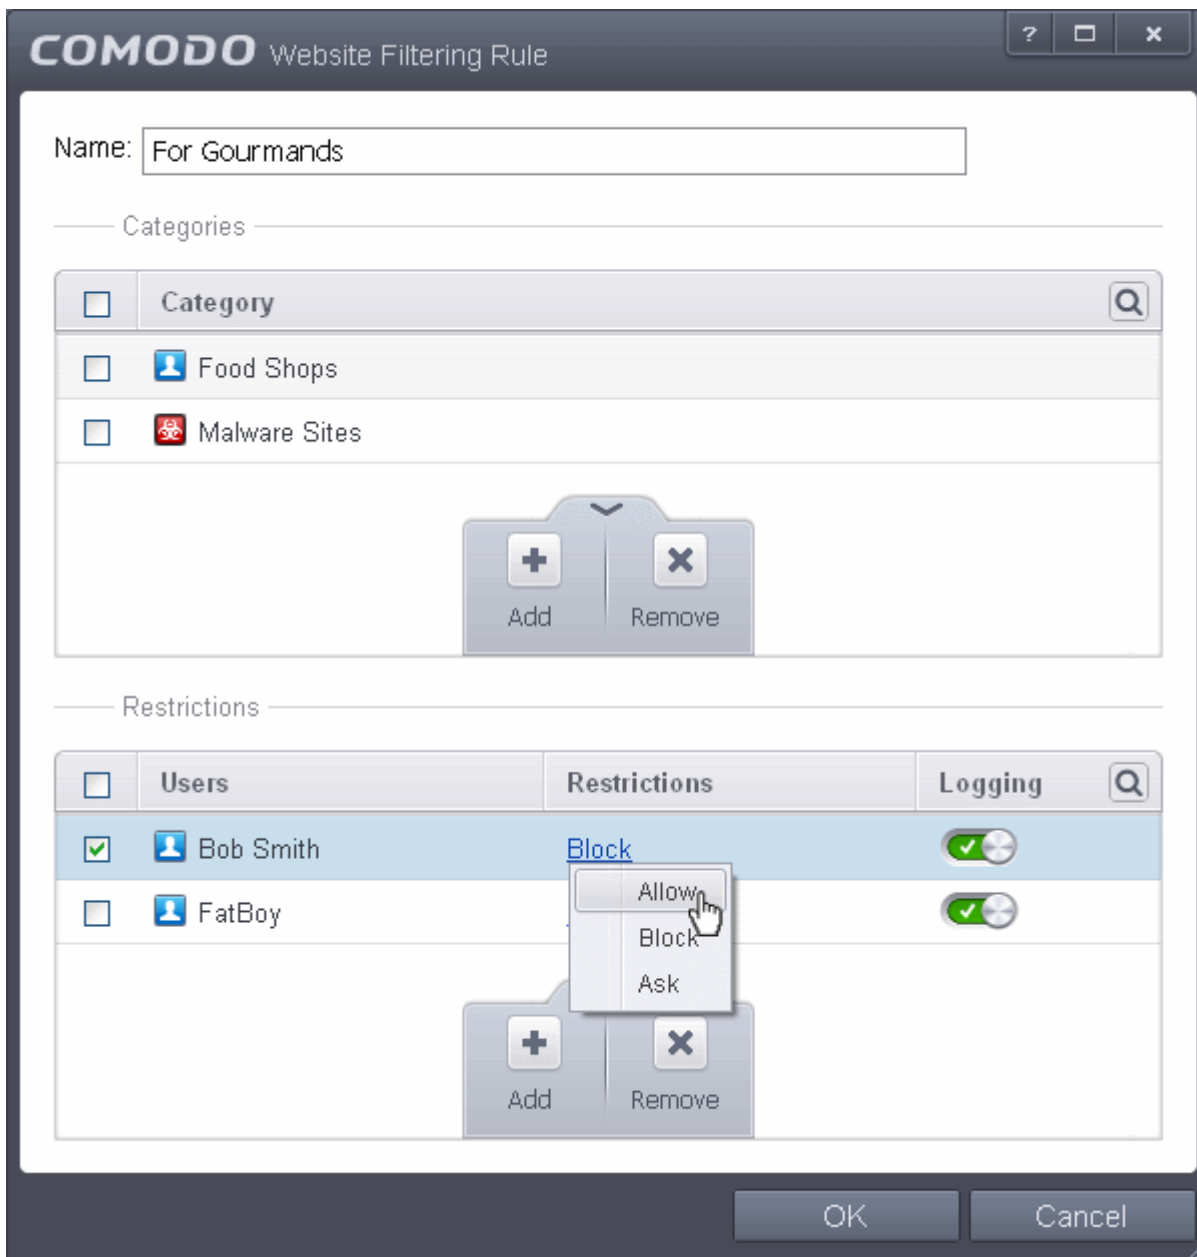 COMODO Website Filtering Rule ?
Name: For Gourmands
Categories
Category
Food Shops
Malware Sites
Add Remove
Restrictions
Users Restrictions Logging
Bob Smith Block
Allow
FatBoy
Block
Ask
Add Remove
OK Cancel